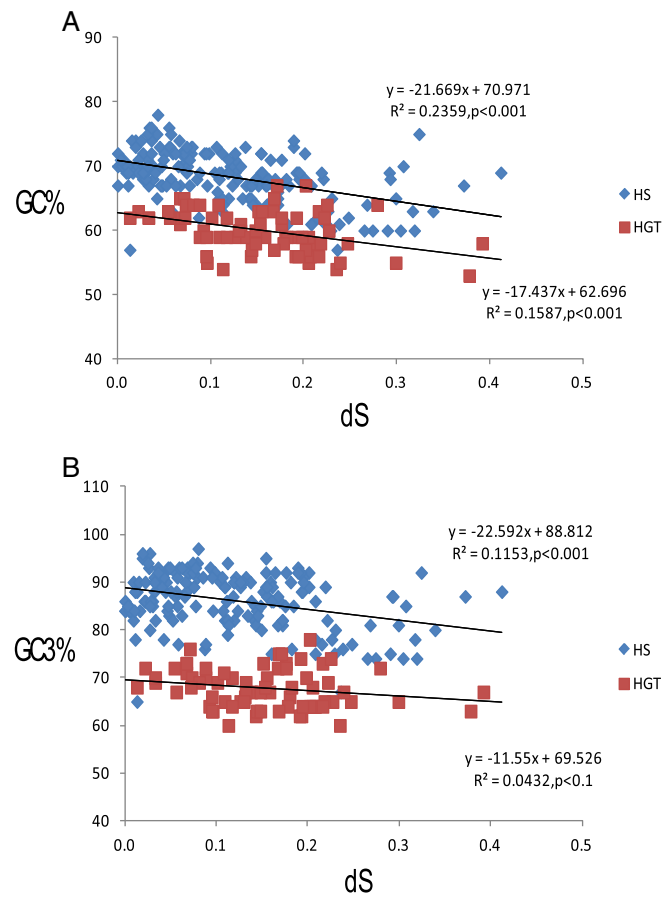 A
90
80
70
60
50
40
GC%
0.0 0.1 0.2 0.3 0.4 0.5
dS
y = -21.669x + 70.971
R² = 0.2359,p<0.001
HS
HGT
y = -17.437x + 62.696
R² = 0.1587,p<0.001
B
110
100
90
80
70
60
50
40
GC3%
0.0 0.1 0.2 0.3 0.4 0.5
dS
y = -22.592x + 88.812
R² = 0.1153,p<0.001
HS
HGT
y = -11.55x + 69.526
R² = 0.0432,p<0.1